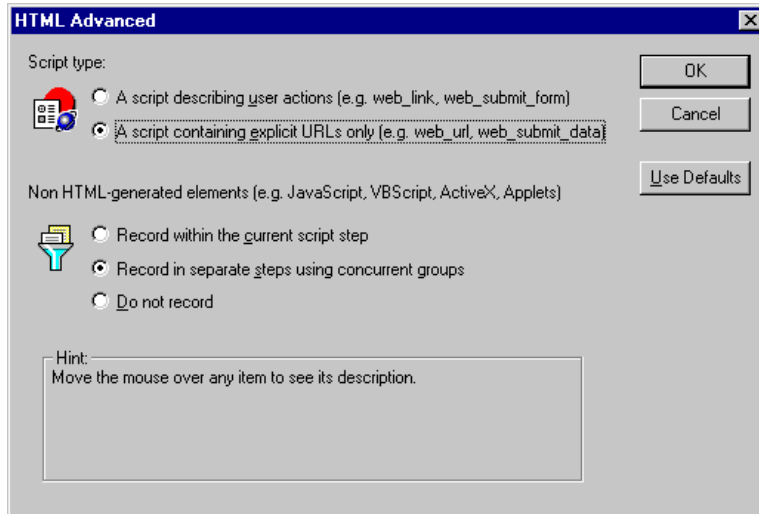 HTML Advanced
Script type:
OK
A script describing user actions (e.g. web_link, web_submit_form)
Cancel
A script containing explicit URLs only (e.g. web_url, web_submit_data)
Use Defaults
Non HTML-generated elements (e.g. JavaScript, VBScript, ActiveX, Applets)
Record within the current script step
Record in separate steps using concurrent groups
Do not record
Hint:
Move the mouse over any item to see its description.